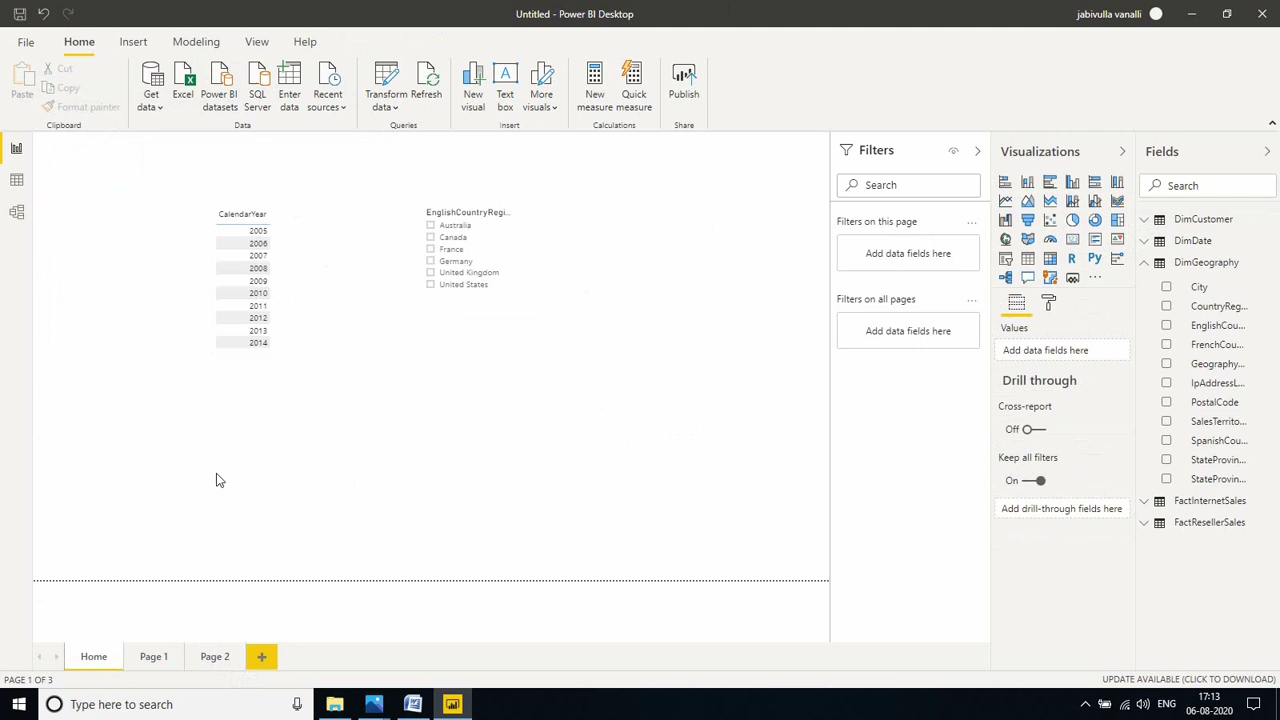 Untitled - Power BI Desktop
jabivulla vanalli
File
Home
Insert
Modeling
View
Help
Paste
Cut
Copy
Format painter
Clipboard
Get data
Excel
Power BI datasets
SQL Server
Enter data
Recent sources
Data
Transform data
Refresh
Queries
New visual
Text box
More visuals
Insert
New measure
Quick measure
Calculations
Publish
Share
CalendarYear
2005
2006
2007
2008
2009
2010
2011
2012
2013
2014
EnglishCountryRegi...
Australia
Canada
France
Germany
United Kingdom
United States
Filters
Search
Filters on this page
Add data fields here
Filters on all pages
Add data fields here
Visualizations
R
Py
Values
Add data fields here
Drill through
Cross-report
Off
Keep all filters
On
Add drill-through fields here
Fields
Search
DimCustomer
DimDate
DimGeography
City
CountryReg...
EnglishCou...
FrenchCou...
Geography...
IpAddressL...
PostalCode
SalesTerrito...
SpanishCou...
StateProvin...
StateProvin...
FactInternetSales
FactResellerSales
Home
Page 1
Page 2
PAGE 1 OF 3
UPDATE AVAILABLE (CLICK TO DOWNLOAD)
Type here to search
ENG
17:13
06-08-2020